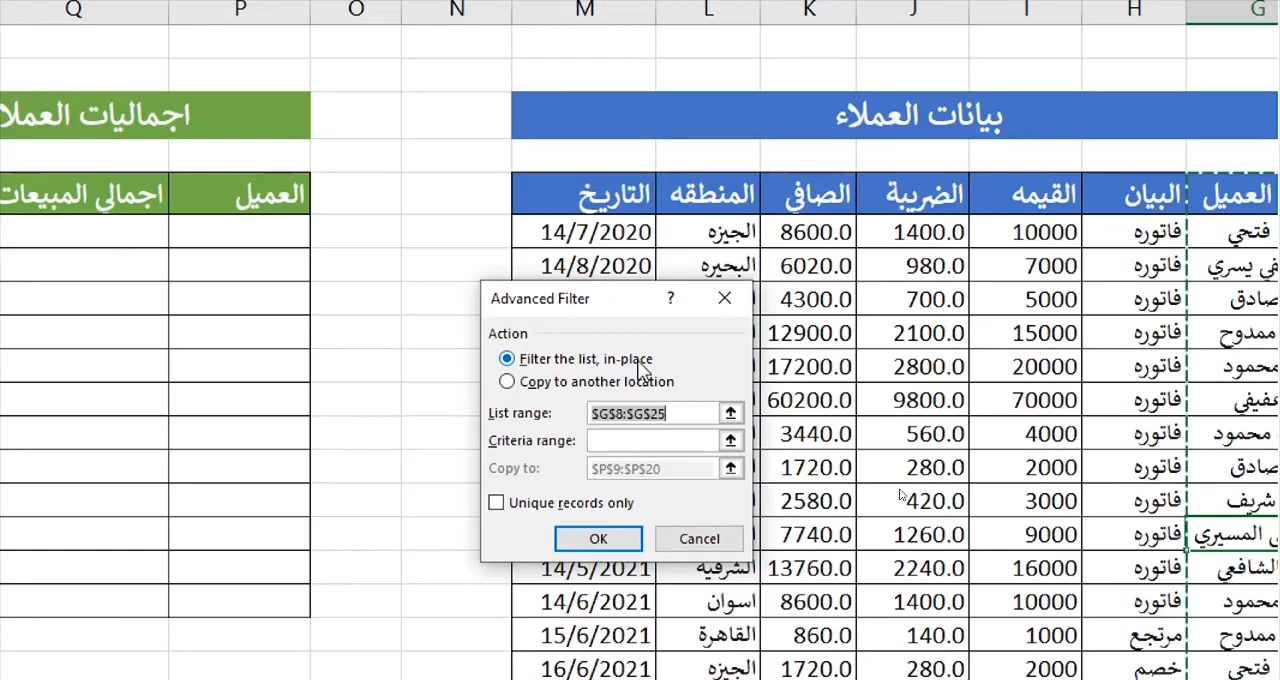 Q P O N M L K J I H G
اجماليات العملا بيانات العملاء
العميل البيان القيمه الضريبة الصافي المنطقه التاريخ العميل اجمالي المبيعات
فتحي فاتوره 10000 1400.0 8600.0 الجيزه 14/7/2020
في يسري فاتوره 7000 980.0 6020.0 البحيره 14/8/2020
صادق فاتوره 5000 700.0 4300.0
ممدوح فاتوره 15000 2100.0 12900.0
محمود فاتوره 20000 2800.0 17200.0
عفيفي فاتوره 70000 9800.0 60200.0
محمود فاتوره 4000 560.0 3440.0
صادق فاتوره 2000 280.0 1720.0
شريف فاتوره 3000 420.0 2580.0
المسيري فاتوره 9000 1260.0 7740.0
الشافعي فاتوره 16000 2240.0 13760.0 الشرقيه 14/5/2021
محمود فاتوره 10000 1400.0 8600.0 اسوان 14/6/2021
ممدوح مرتجع 1000 140.0 860.0 القاهرة 15/6/2021
فتحي خصم 2000 280.0 1720.0 الجيزه 16/6/2021
Advanced Filter ?
Action
Filter the list, in-place
Copy to another location
List range: $G$8:$G$25
Criteria range:
Copy to: $P$9:$P$20
Unique records only
OK Cancel